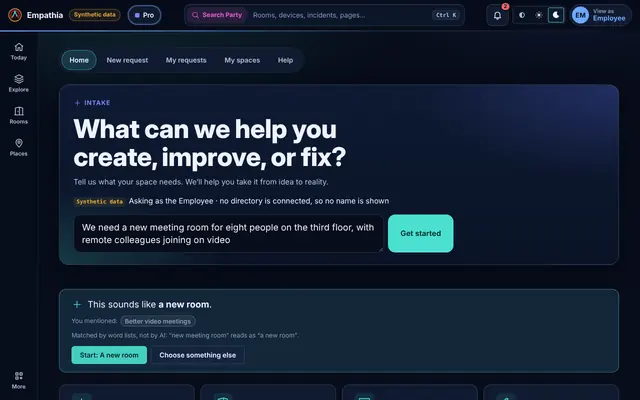 Empathia
Synthetic data
Pro
Search Party
Rooms, devices, incidents, pages...
Ctrl K
2
EM
View as
Employee
Today
Explore
Rooms
Places
More
Home
New request
My requests
My spaces
Help
INTAKE
What can we help you
create, improve, or fix?
Tell us what your space needs. We'll help you take it from idea to reality.
Synthetic data Asking as the Employee · no directory is connected, so no name is shown
We need a new meeting room for eight people on the third floor, with
remote colleagues joining on video
Get started
This sounds like a new room.
You mentioned: Better video meetings
Matched by word lists, not by AI: "new meeting room" reads as "a new room".
Start: A new room
Choose something else